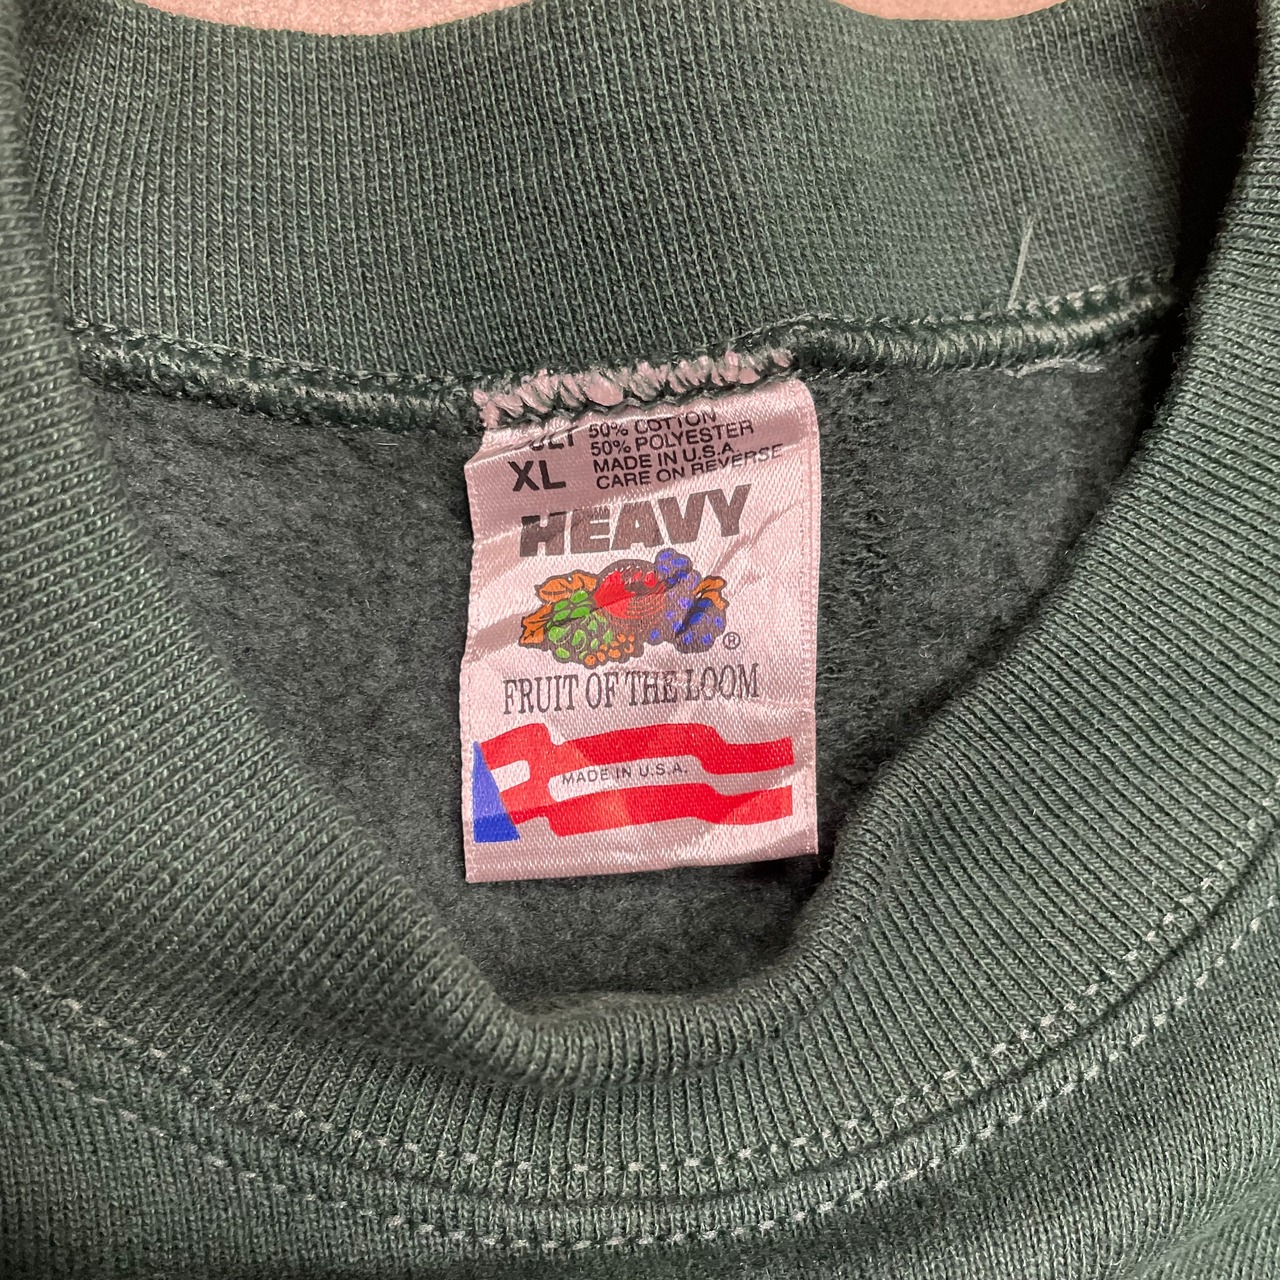 50% COTTON
50% POLYESTER
XL MADE IN U.S.A.
CARE ON REVERSE
HEAVY
®
FRUIT OF THE LOOM
MADE IN U.S.A.